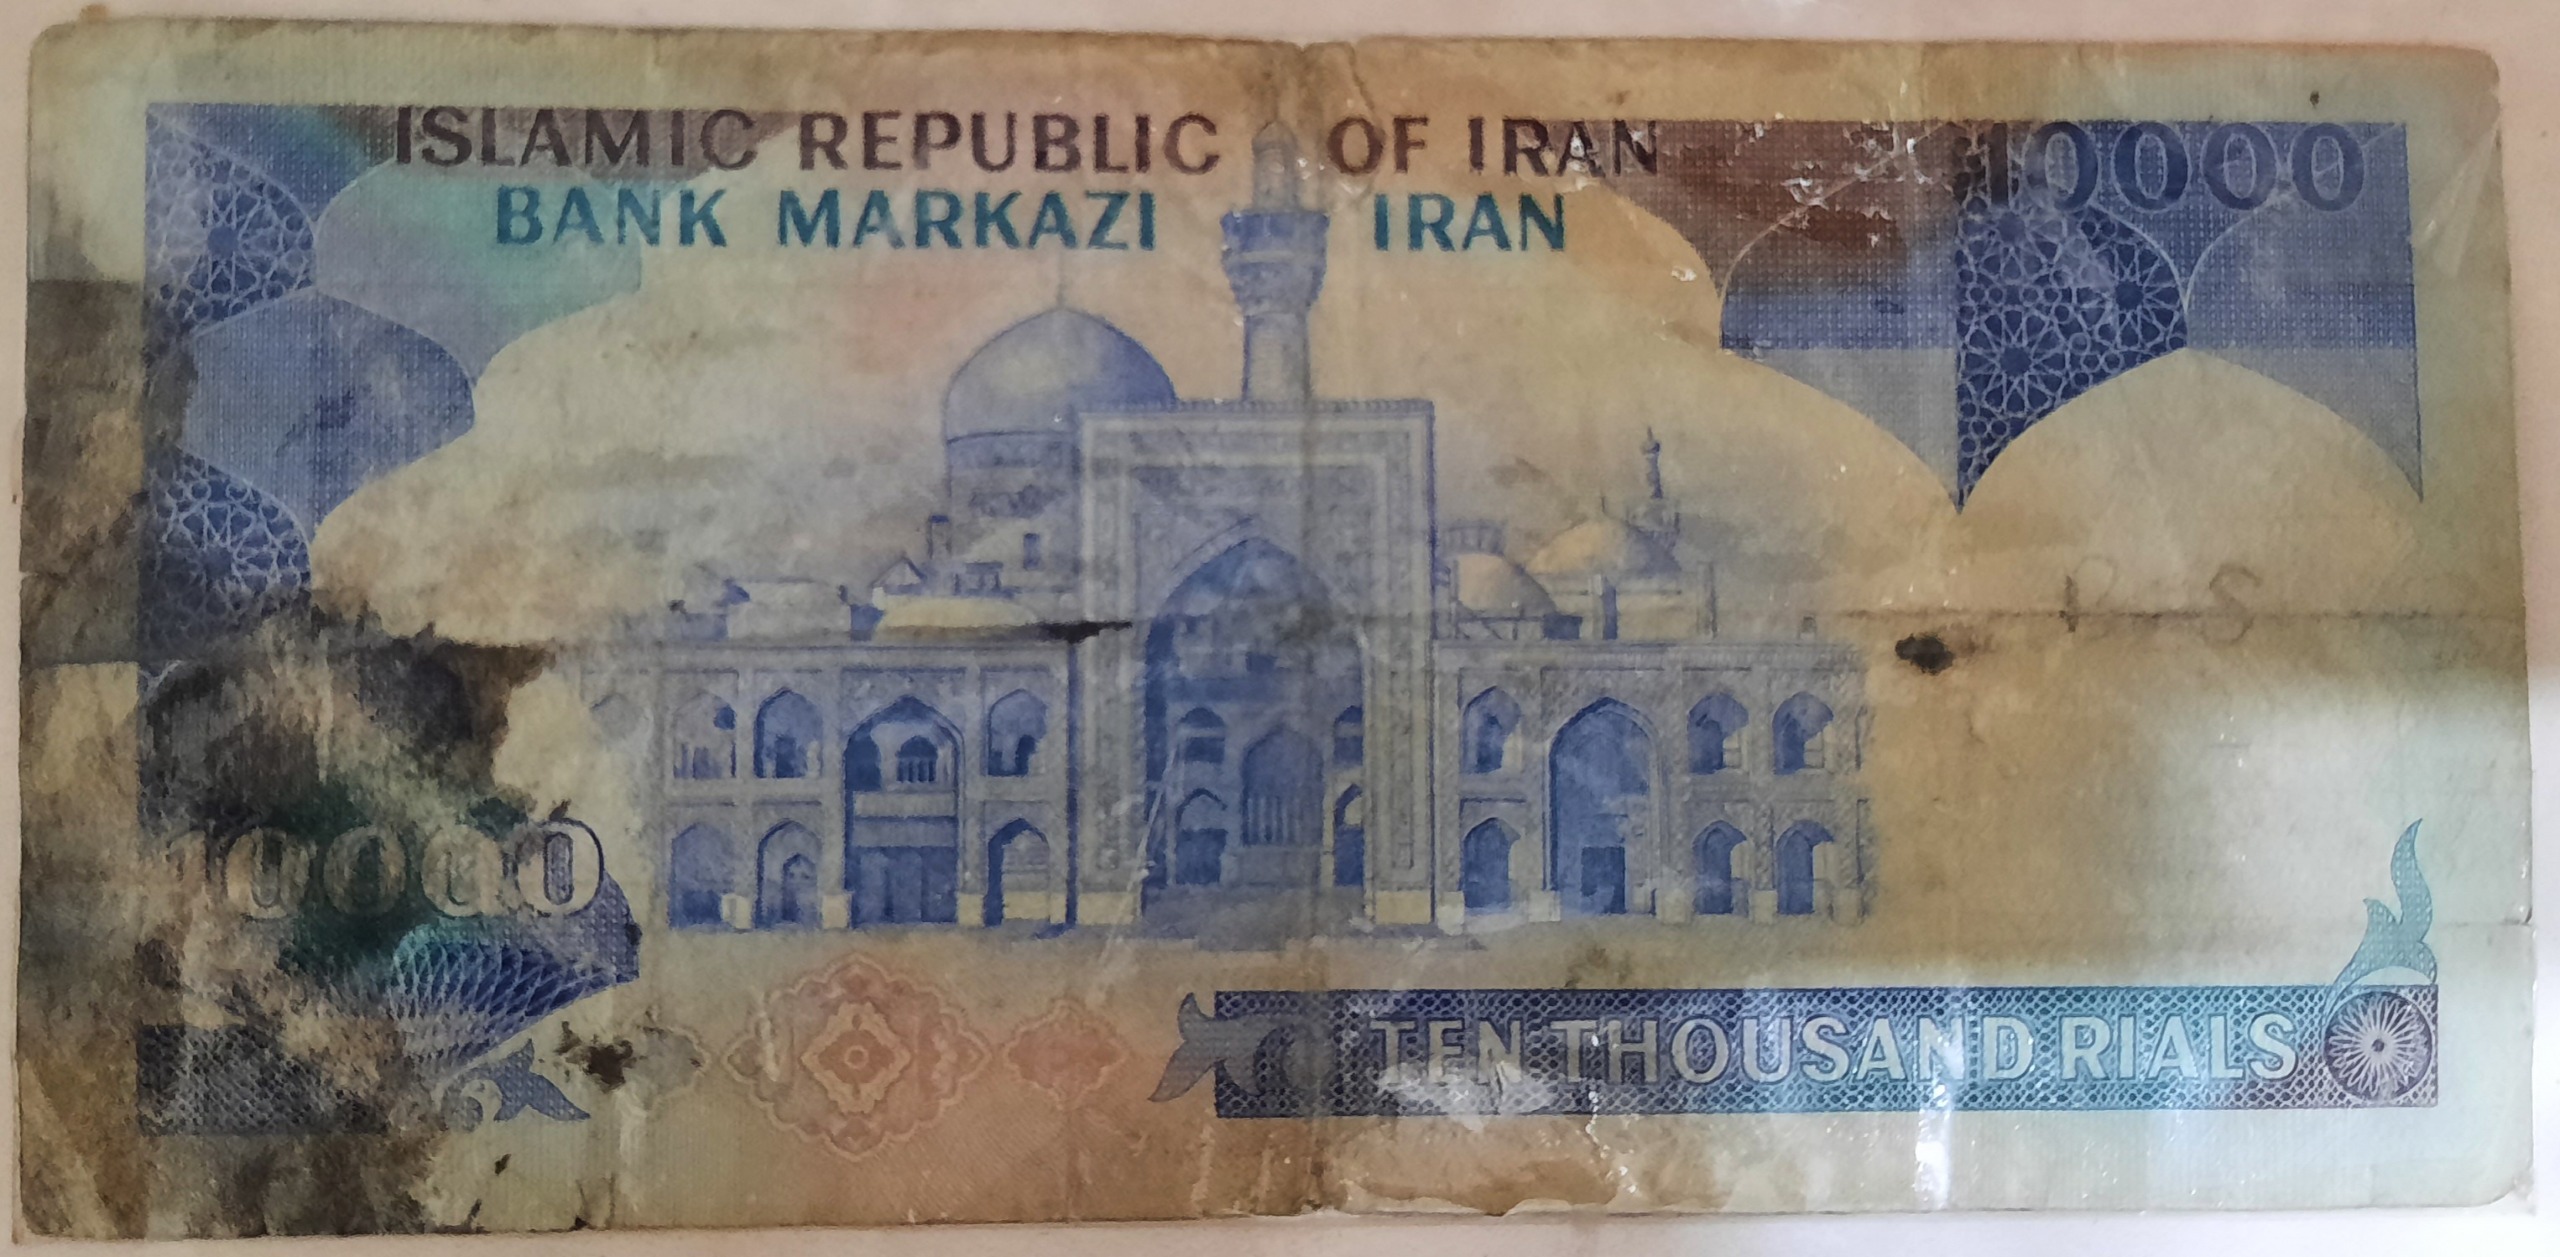 ISLAMIC REPUBLIC OF IRAN
10000
BANK MARKAZI IRAN
10000
TEN THOUSAND RIALS